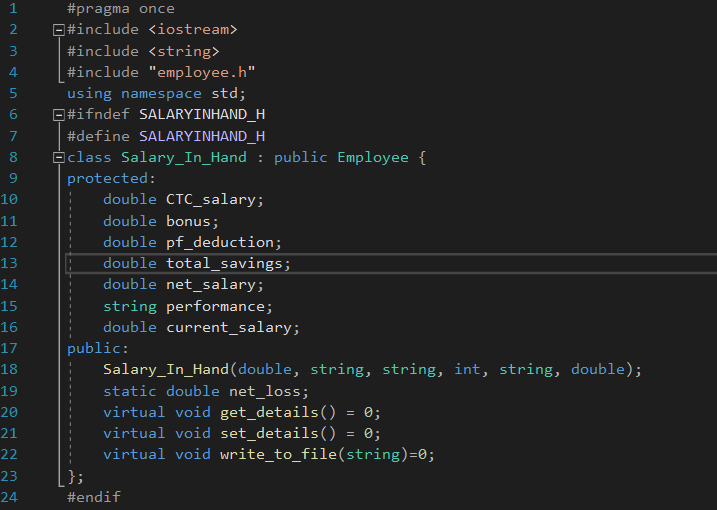 1 #pragma once
2 #include <iostream>
3 #include <string>
4 #include "employee.h"
5 using namespace std;
6 #ifndef SALARYINHAND_H
7 #define SALARYINHAND_H
8 class Salary_In_Hand : public Employee {
9 protected:
10     double CTC_salary;
11     double bonus;
12     double pf_deduction;
13     double total_savings;
14     double net_salary;
15     string performance;
16     double current_salary;
17 public:
18     Salary_In_Hand(double, string, string, int, string, double);
19     static double net_loss;
20     virtual void get_details() = 0;
21     virtual void set_details() = 0;
22     virtual void write_to_file(string)=0;
23 };
24 #endif